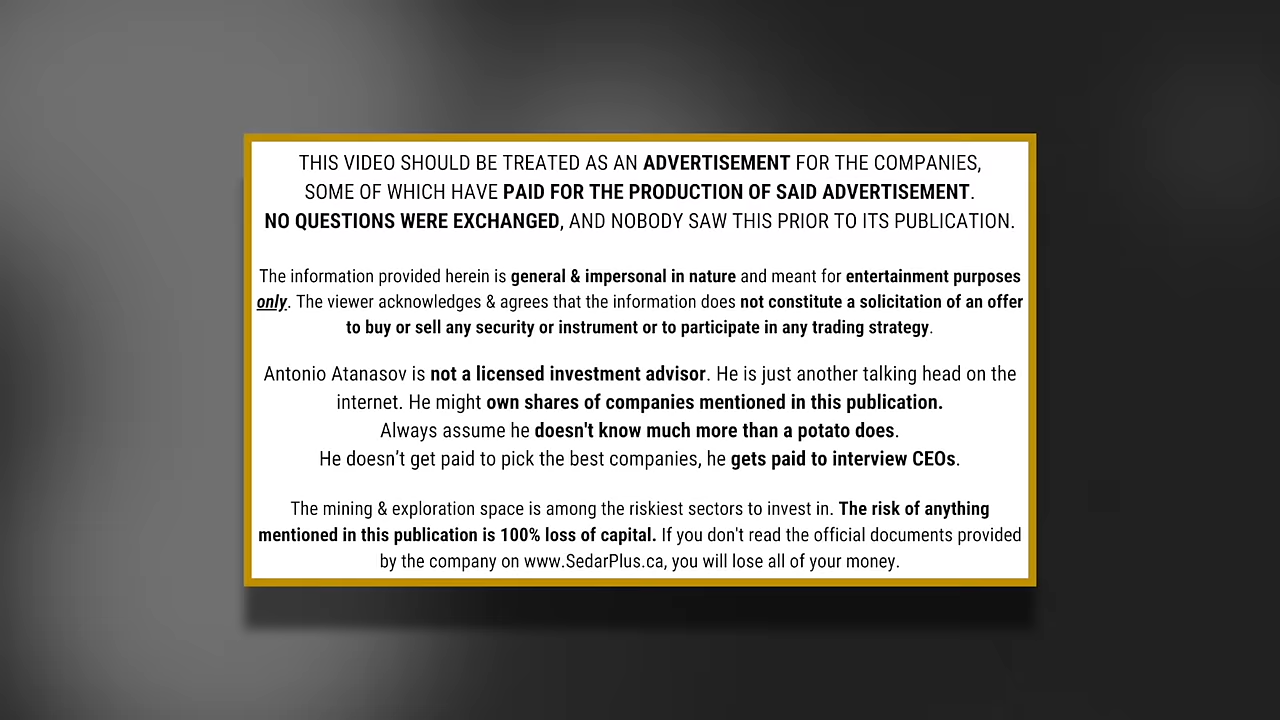 THIS VIDEO SHOULD BE TREATED AS AN ADVERTISEMENT FOR THE COMPANIES,
SOME OF WHICH HAVE PAID FOR THE PRODUCTION OF SAID ADVERTISEMENT.
NO QUESTIONS WERE EXCHANGED, AND NOBODY SAW THIS PRIOR TO ITS PUBLICATION.
The information provided herein is general & impersonal in nature and meant for entertainment purposes
only. The viewer acknowledges & agrees that the information does not constitute a solicitation of an offer
to buy or sell any security or instrument or to participate in any trading strategy.
Antonio Atanasov is not a licensed investment advisor. He is just another talking head on the
internet. He might own shares of companies mentioned in this publication.
Always assume he doesn't know much more than a potato does.
He doesn’t get paid to pick the best companies, he gets paid to interview CEOs.
The mining & exploration space is among the riskiest sectors to invest in. The risk of anything
mentioned in this publication is 100% loss of capital. If you don't read the official documents provided
by the company on www.SedarPlus.ca, you will lose all of your money.